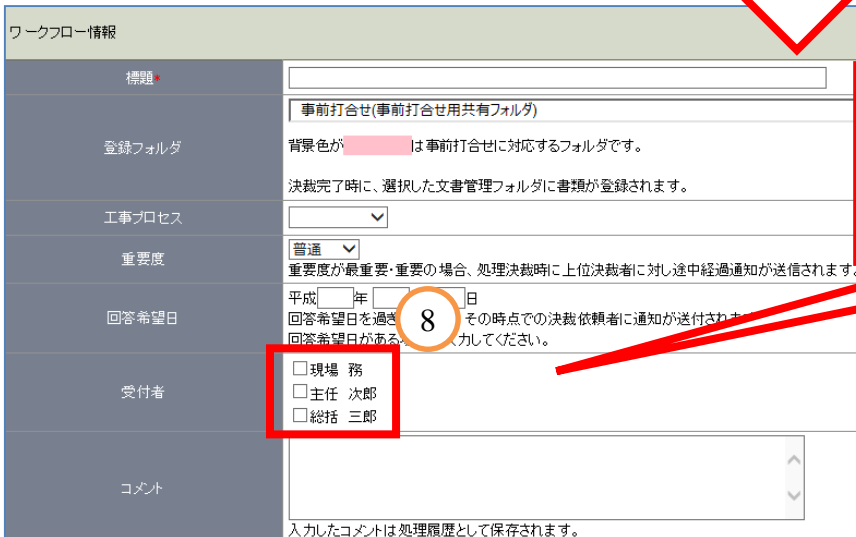 ワークフロー情報
標題*
事前打合せ(事前打合せ用共有フォルダ)
登録フォルダ
背景色が は事前打合せに対応するフォルダです。
決裁完了時に、選択した文書管理フォルダに書類が登録されます。
工事プロセス
重要度
普通
重要度が最重要・重要の場合、処理決裁時に上位決裁者に対し途中経過通知が送信されます。
回答希望日
平成 年 日
回答希望日を過ぎ その時点での決裁依頼者に通知が送付され
回答希望日がある 力してください。
8
受付者
現場 務
主任 次郎
総括 三郎
コメント
入力したコメントは処理履歴として保存されます。